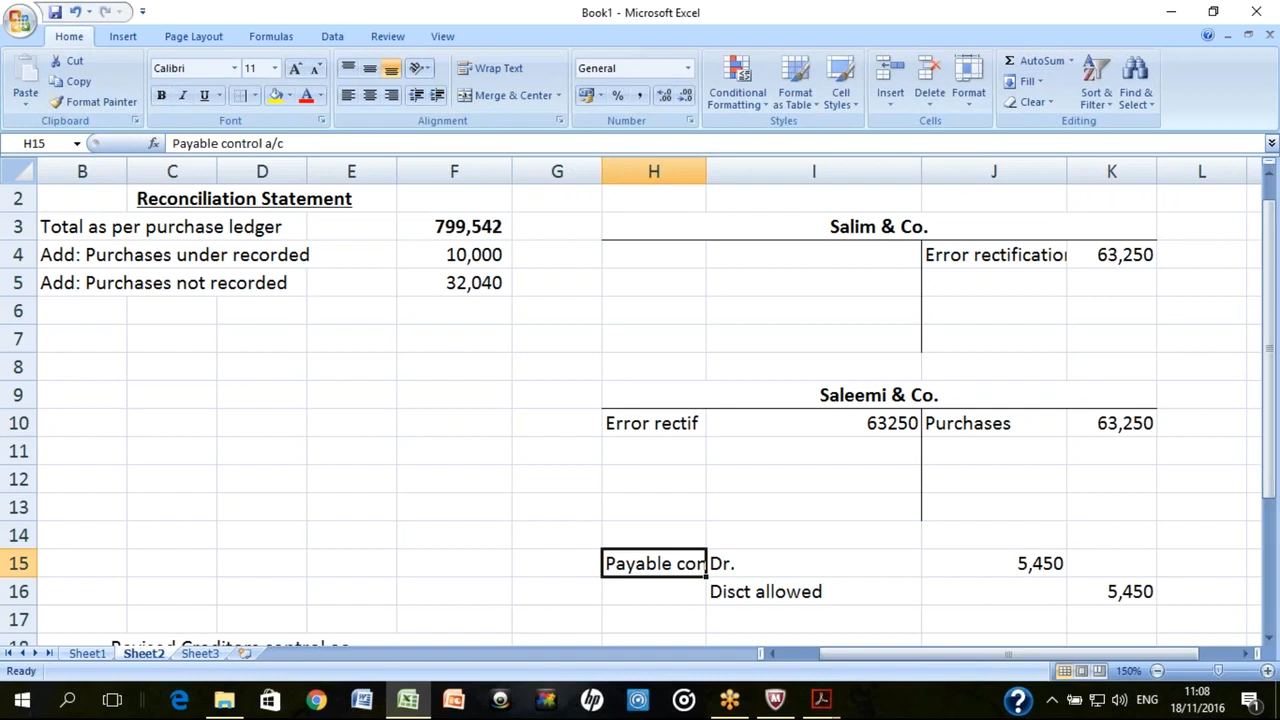 Book1 - Microsoft Excel
Home Insert Page Layout Formulas Data Review View
Cut
Copy
Format Painter
Paste
Clipboard
Calibri 11
B I U
Font
Wrap Text
Merge & Center
Alignment
General
% ,
Number
Conditional Formatting
Format as Table
Cell Styles
Styles
Insert Delete Format
Cells
AutoSum
Fill
Clear
Sort & Filter
Find & Select
Editing
H15 fx Payable control a/c
B C D E F G H I J K L
2 Reconciliation Statement
3 Total as per purchase ledger 799,542 Salim & Co.
4 Add: Purchases under recorded 10,000 Error rectification 63,250
5 Add: Purchases not recorded 32,040
6
7
8
9 Saleemi & Co.
10 Error rectif 63250 Purchases 63,250
11
12
13
14
15 Payable con Dr. 5,450
16 Disct allowed 5,450
17
Sheet1 Sheet2 Sheet3
Ready 150%
ENG 11:08
18/11/2016